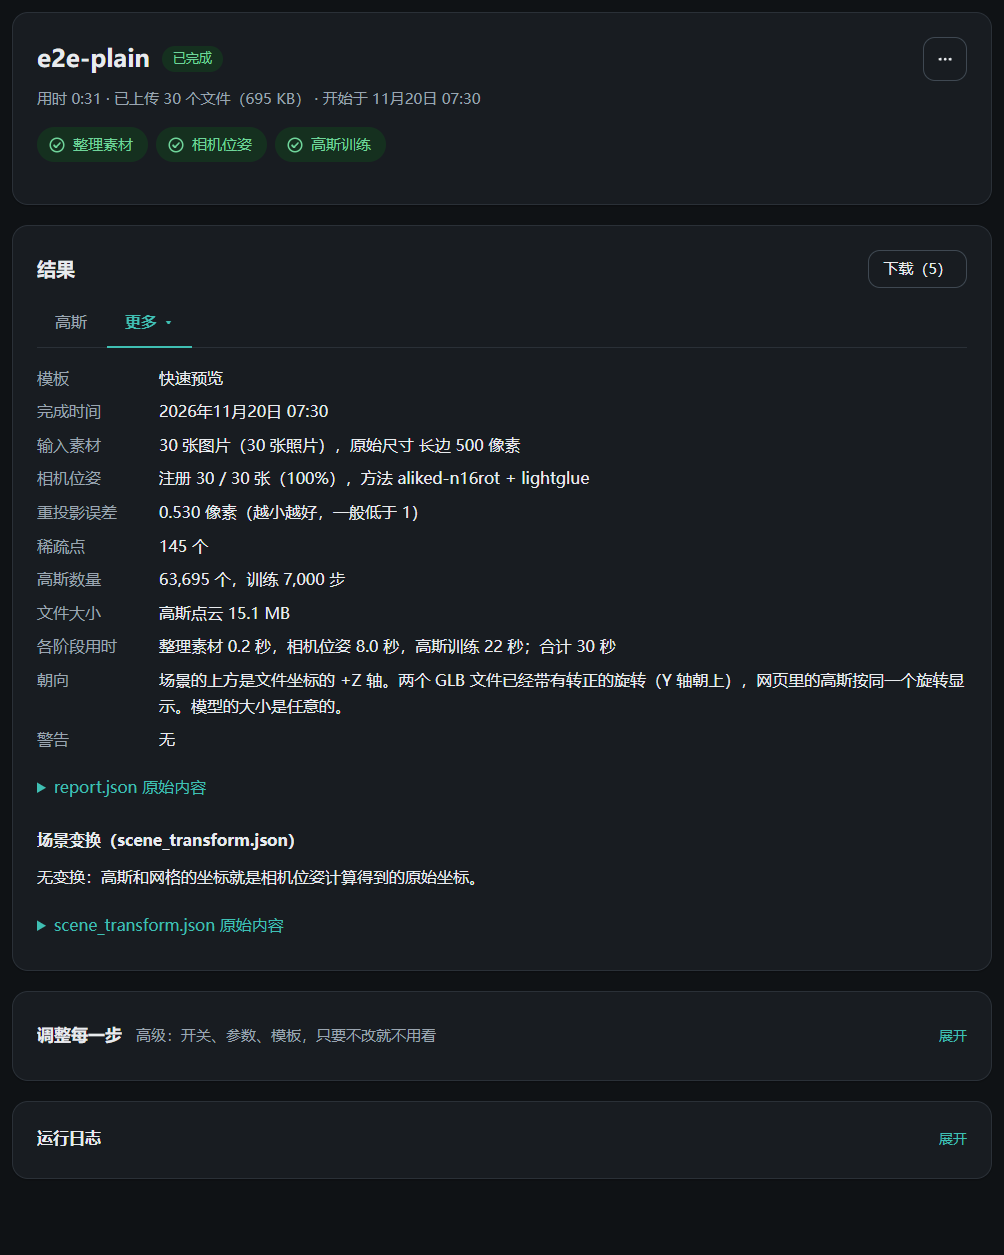 e2e-plain 已完成
用时 0:31 · 已上传 30 个文件（695 KB） · 开始于 11月20日 07:30
整理素材 相机位姿 高斯训练
结果 下载（5）
高斯 更多
模板 快速预览
完成时间 2026年11月20日 07:30
输入素材 30 张图片（30 张照片），原始尺寸 长边 500 像素
相机位姿 注册 30 / 30 张（100%），方法 aliked-n16rot + lightglue
重投影误差 0.530 像素（越小越好，一般低于 1）
稀疏点 145 个
高斯数量 63,695 个，训练 7,000 步
文件大小 高斯点云 15.1 MB
各阶段用时 整理素材 0.2 秒，相机位姿 8.0 秒，高斯训练 22 秒；合计 30 秒
朝向 场景的上方是文件坐标的 +Z 轴。两个 GLB 文件已经带有转正的旋转（Y 轴朝上），网页里的高斯按同一个旋转显
示。模型的大小是任意的。
警告 无
report.json 原始内容
场景变换（scene_transform.json）
无变换：高斯和网格的坐标就是相机位姿计算得到的原始坐标。
scene_transform.json 原始内容
调整每一步 高级：开关、参数、模板，只要不改就不用看 展开
运行日志 展开